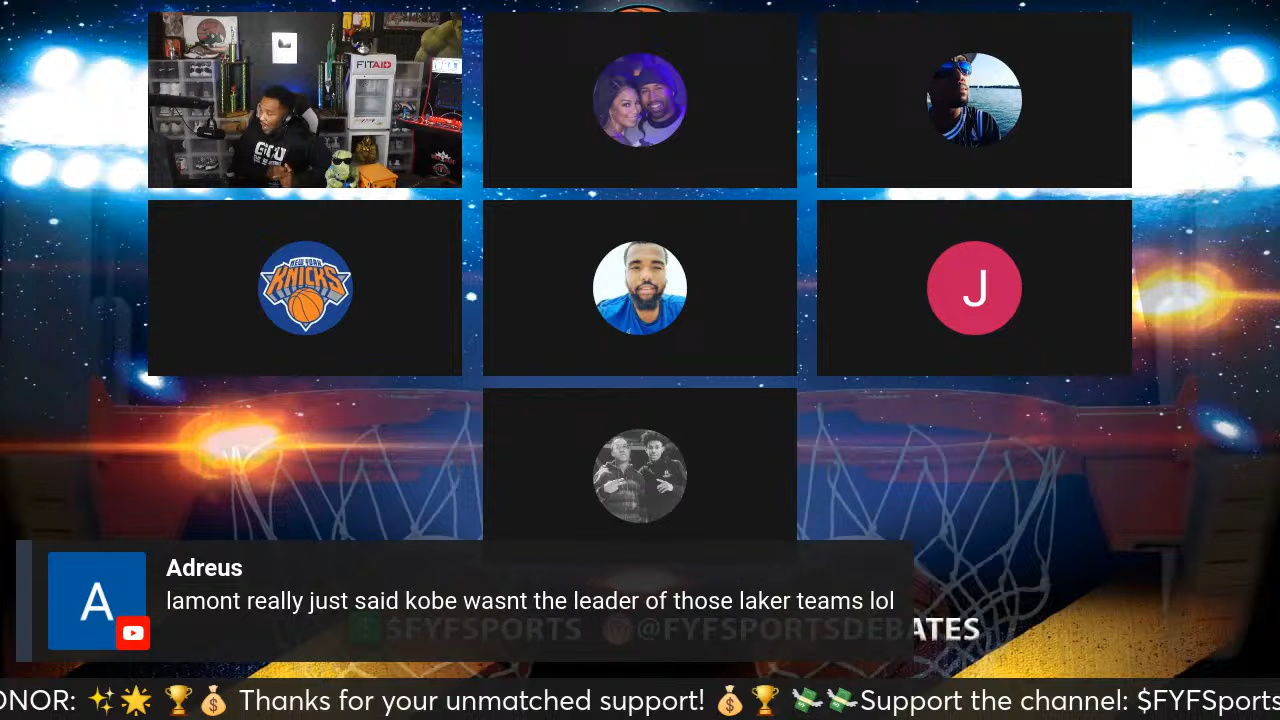 FITAID
GCU
NEW YORK
KNICKS
J
A
Adreus
lamont really just said kobe wasnt the leader of those laker teams lol
$FYFSPORTS @FYFSPORTSDEBATES
ONOR: ✨🌟 🏆💰 Thanks for your unmatched support! 💰🏆 💸💸Support the channel: $FYFSports